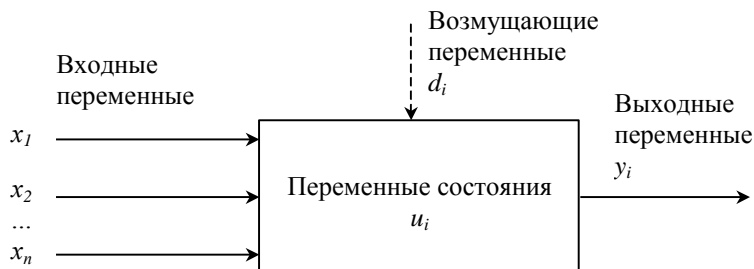 Возмущающие
переменные
d_i
Входные
переменные
Выходные
переменные
y_i
x_1
x_2
...
x_n
Переменные состояния
u_i